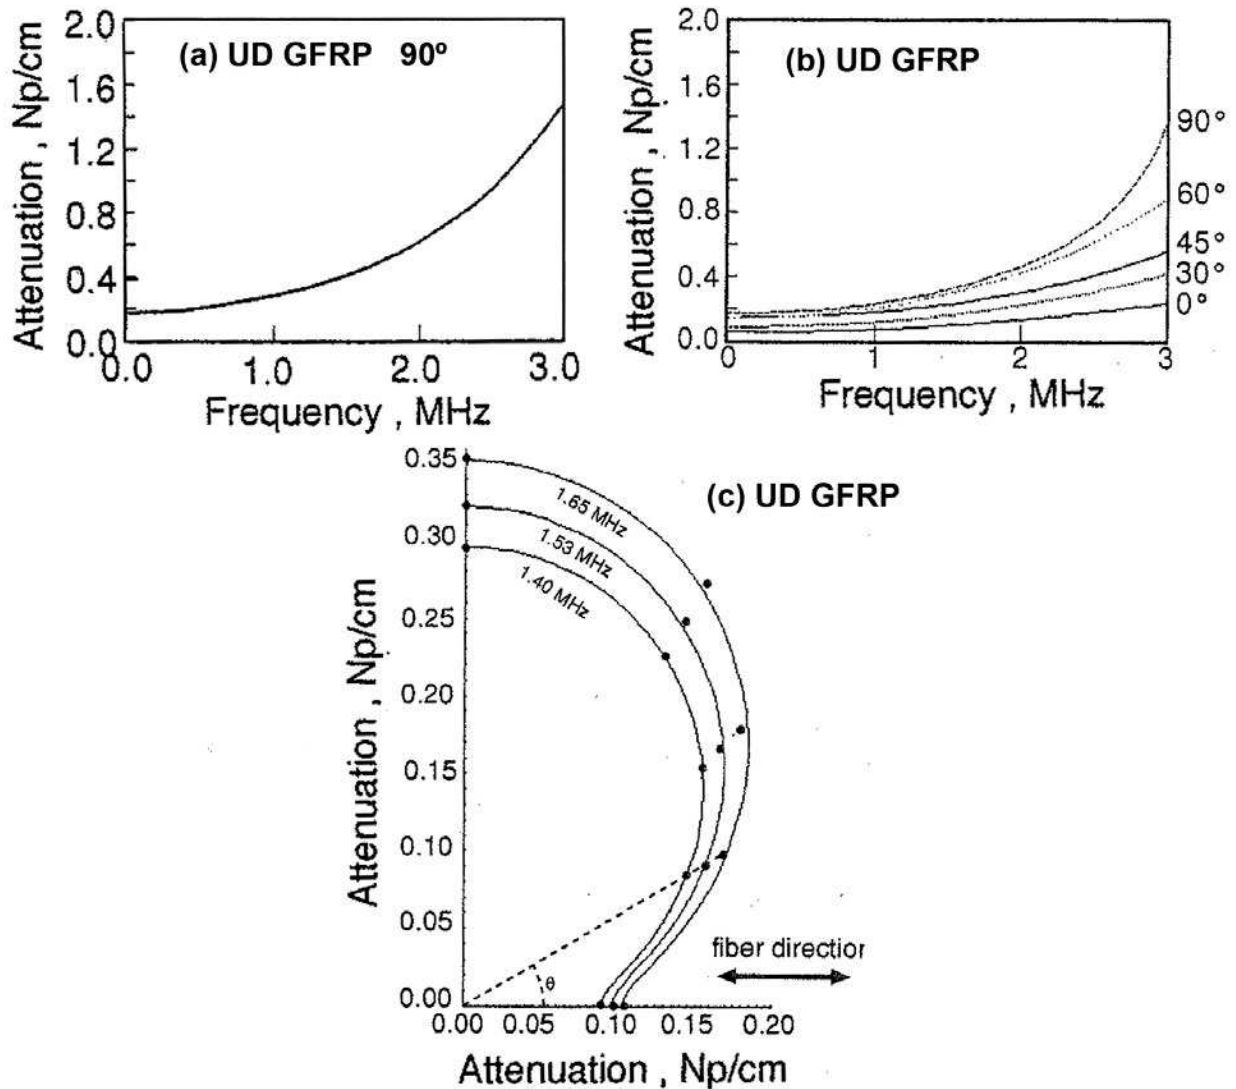 (a) UD GFRP 90º
Attenuation , Np/cm
2.0
1.6
1.2
0.8
0.4
0.0
0.0 1.0 2.0 3.0
Frequency , MHz
(b) UD GFRP
Attenuation , Np/cm
2.0
1.6
1.2
0.8
0.4
0.0
90°
60°
45°
30°
0°
0 1 2 3
Frequency , MHz
(c) UD GFRP
Attenuation , Np/cm
0.35
0.30
0.25
0.20
0.15
0.10
0.05
0.00
1.65 MHz
1.53 MHz
1.40 MHz
θ
fiber direction
0.00 0.05 0.10 0.15 0.20
Attenuation , Np/cm